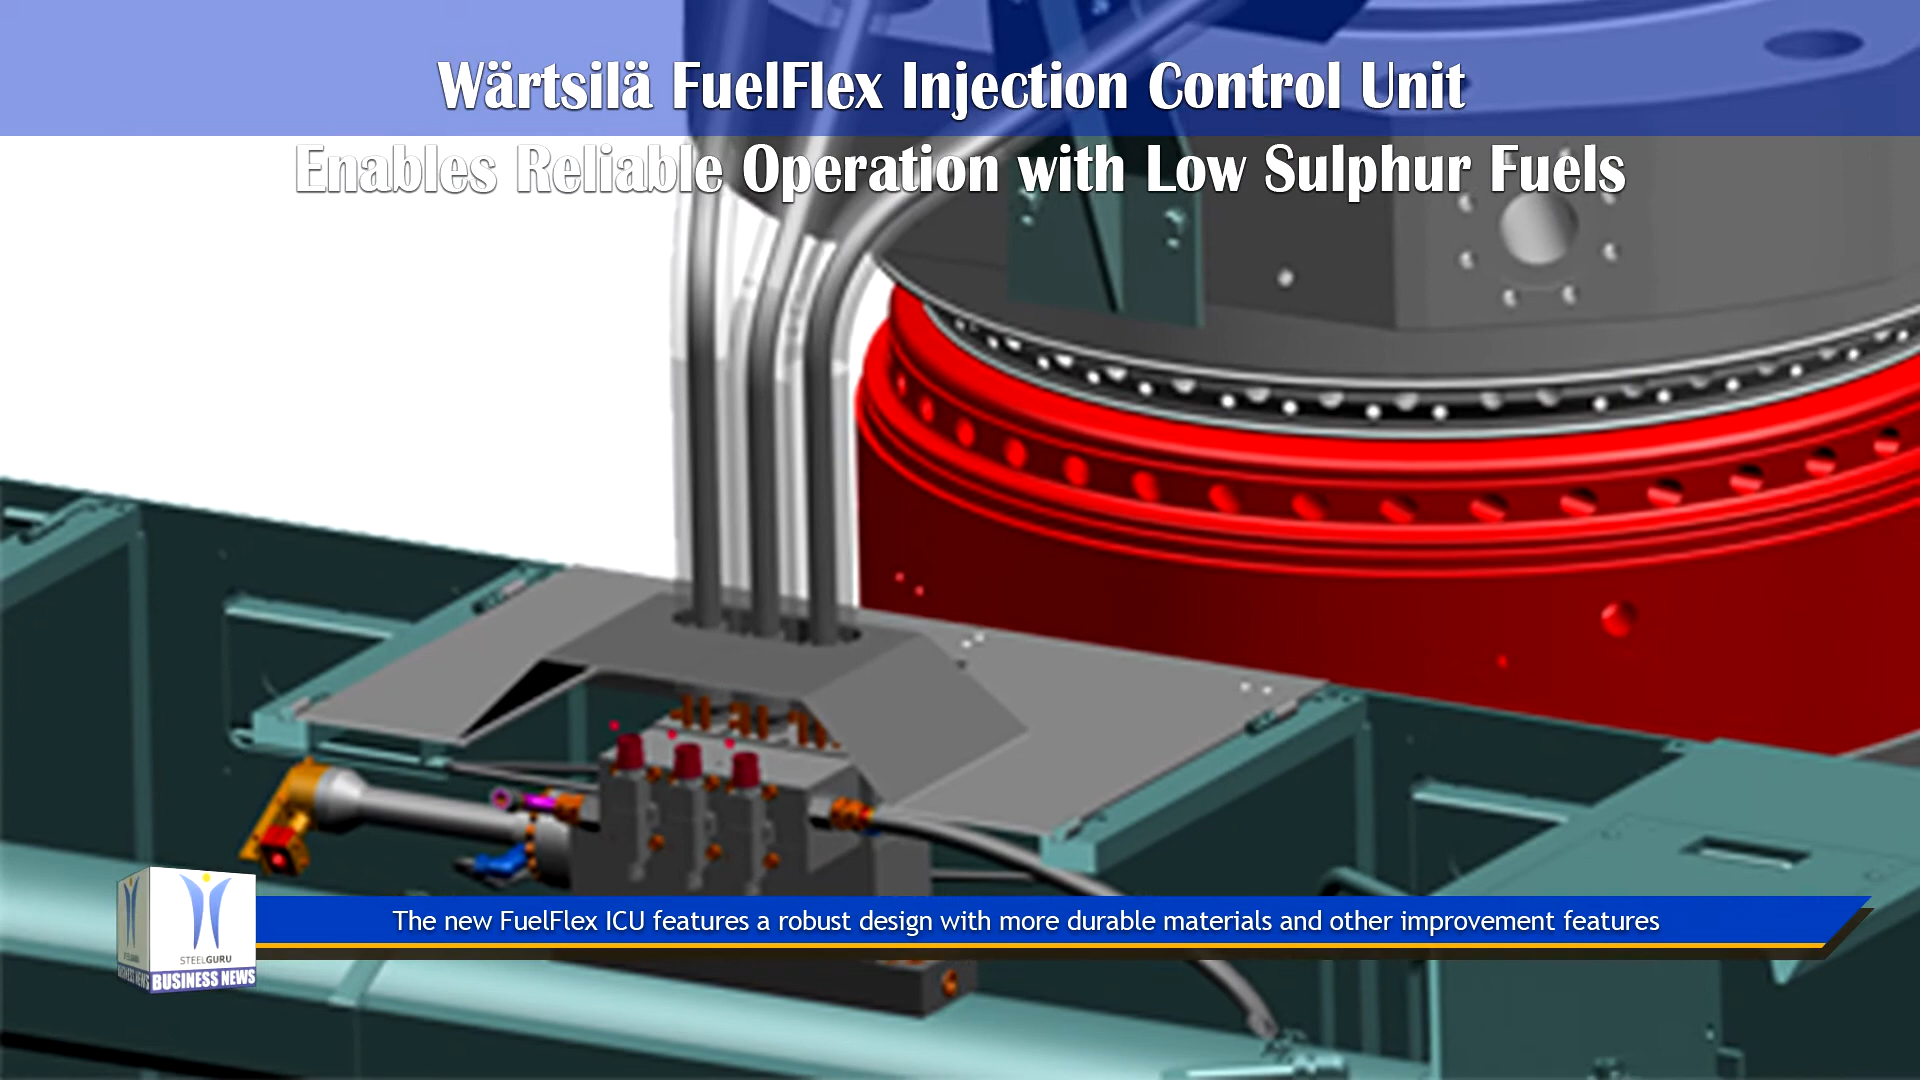 Wärtsilä FuelFlex Injection Control Unit
Enables Reliable Operation with Low Sulphur Fuels
The new FuelFlex ICU features a robust design with more durable materials and other improvement features
STEELGURU
BUSINESS NEWS